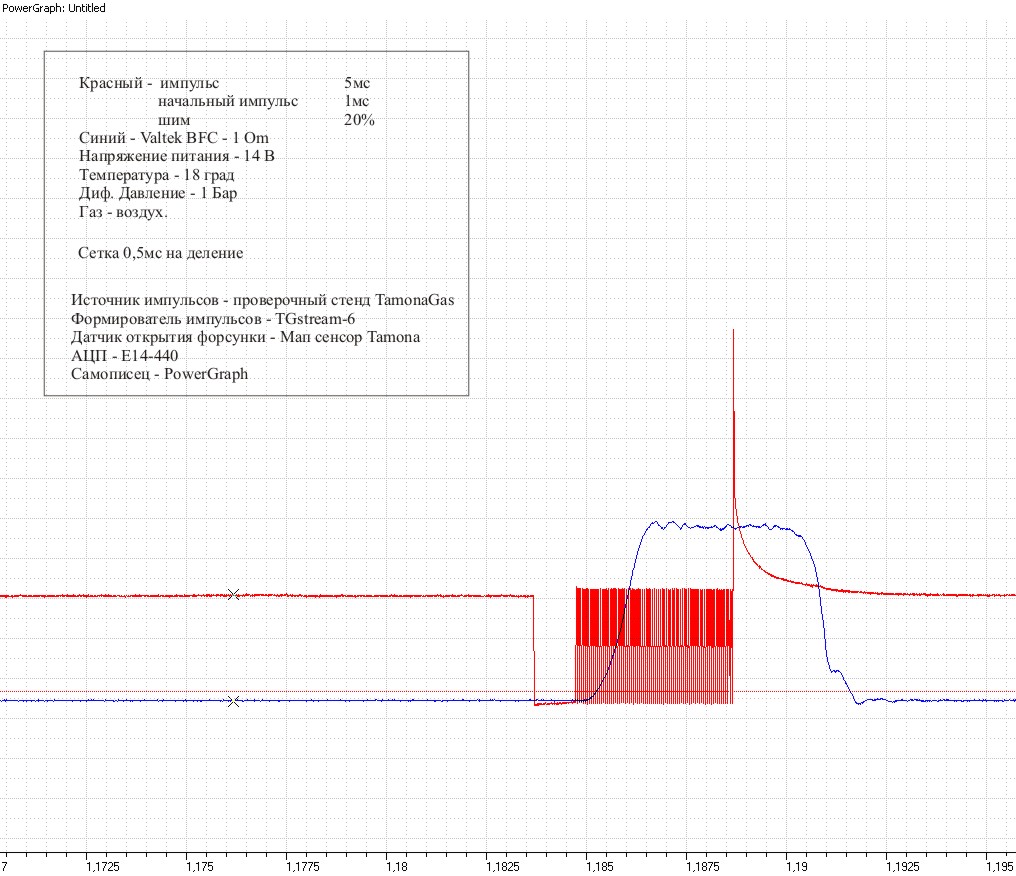 PowerGraph: Untitled
Красный - импульс 5мс
начальный импульс 1мс
шим 20%
Синий - Valtek BFC - 1 Om
Напряжение питания - 14 В
Температура - 18 град
Диф. Давление - 1 Бар
Газ - воздух.
Сетка 0,5мс на деление
Источник импульсов - проверочный стенд TamonaGas
Формирователь импульсов - TGstream-6
Датчик открытия форсунки - Мап сенсор Tamona
АЦП - E14-440
Самописец - PowerGraph
7 1,1725 1,175 1,1775 1,18 1,1825 1,185 1,1875 1,19 1,1925 1,195